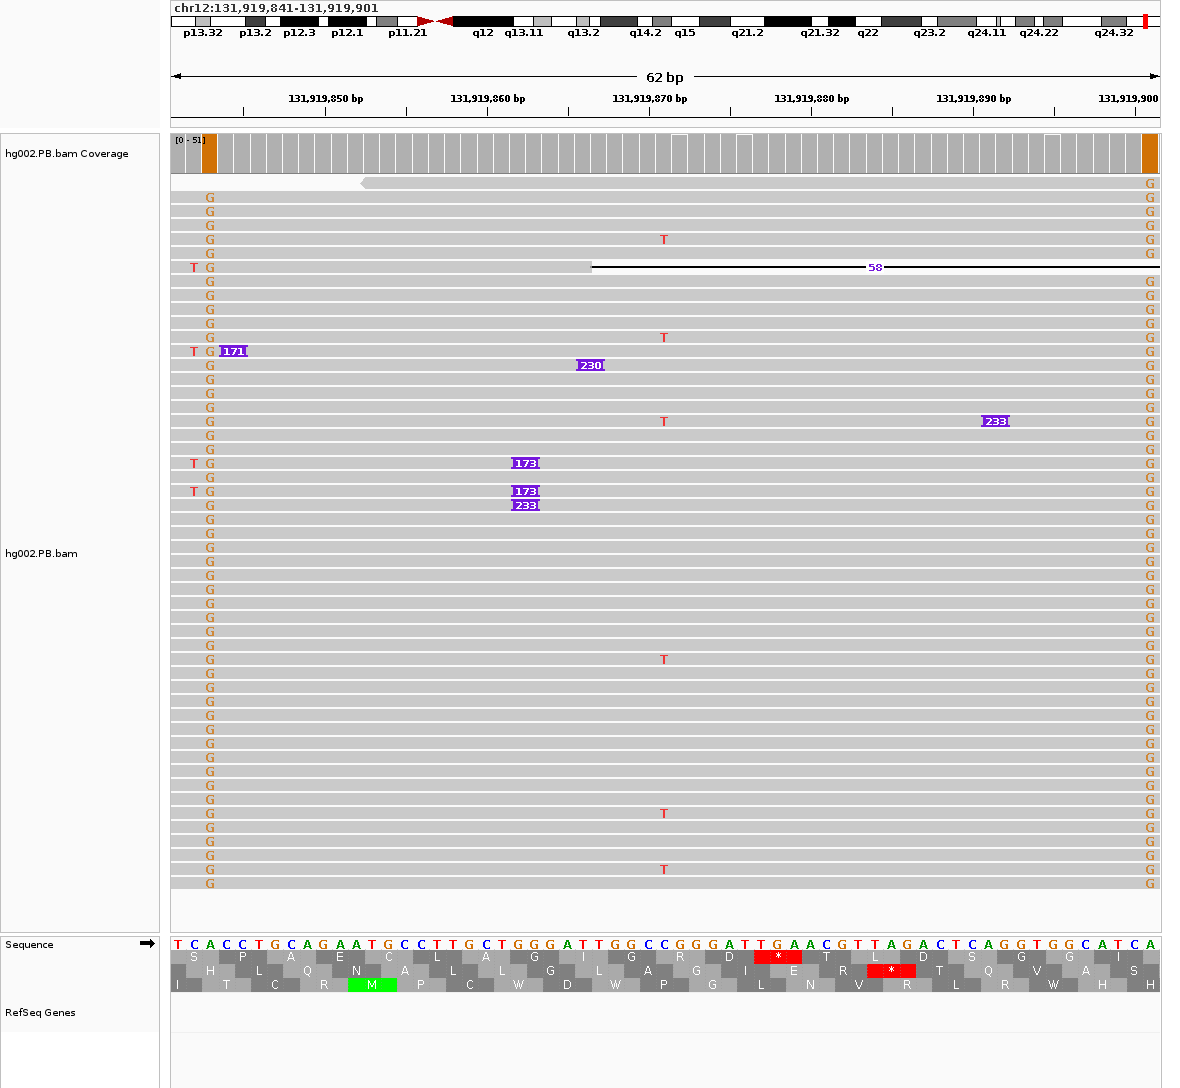 chr12:131,919,841-131,919,901
p13.32 p13.2 p12.3 p12.1 p11.21 q12 q13.11 q13.2 q14.2 q15 q21.2 q21.32 q22 q23.2 q24.11 q24.22 q24.32
62 bp
131,919,850 bp 131,919,860 bp 131,919,870 bp 131,919,880 bp 131,919,890 bp 131,919,900
[0 - 51]
hg002.PB.bam Coverage
G
G G
G G
G G
G T G
G G
T G 58
G G
G G
G G
G G
G T G
T G 171 G
G 230 G
G G
G G
G G
G T 233 G
G G
G G
T G 173 G
G G
T G 173 G
G 233 G
G G
G G
G G
hg002.PB.bam
G G
G G
G G
G G
G G
G G
G G
G T G
G G
G G
G G
G G
G G
G G
G G
G G
G G
G G
G T G
G G
G G
G G
G T G
G G
Sequence
T C A C C T G C A G A A T G C C T T G C T G G G A T T G G C C G G G A T T G A A C G T T A G A C T C A G G T G G C A T C A
S P A E C L A G I G R D * T L D S G G I
H L Q N A L L G L A G I E R * T Q V A S
I T C R M P C W D W P G L N V R L R W H H
RefSeq Genes